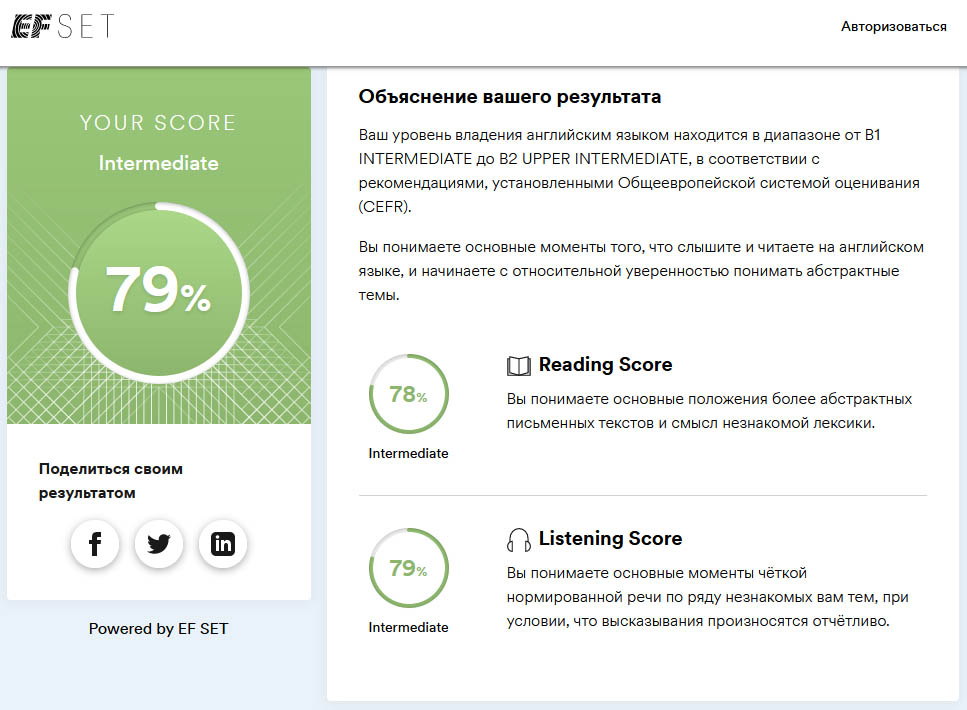 EF SET
Авторизоваться
YOUR SCORE
Intermediate
79%
Поделиться своим
результатом
Powered by EF SET
Объяснение вашего результата
Ваш уровень владения английским языком находится в диапазоне от B1
INTERMEDIATE до B2 UPPER INTERMEDIATE, в соответствии с
рекомендациями, установленными Общеевропейской системой оценивания
(CEFR).
Вы понимаете основные моменты того, что слышите и читаете на английском
языке, и начинаете с относительной уверенностью понимать абстрактные
темы.
78%
Intermediate
Reading Score
Вы понимаете основные положения более абстрактных
письменных текстов и смысл незнакомой лексики.
79%
Intermediate
Listening Score
Вы понимаете основные моменты чёткой
нормированной речи по ряду незнакомых вам тем, при
условии, что высказывания произносятся отчётливо.